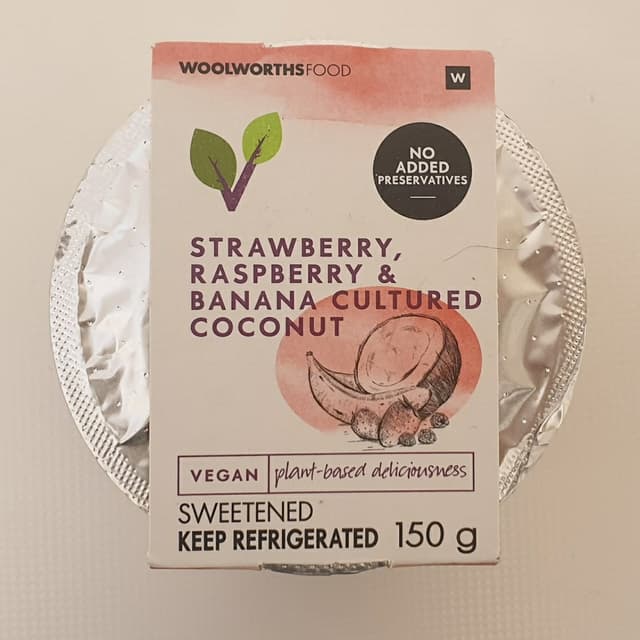 WOOLWORTHSFOOD
W
NO
ADDED
PRESERVATIVES
STRAWBERRY,
RASPBERRY &
BANANA CULTURED
COCONUT
VEGAN plant-based deliciousness
SWEETENED
KEEP REFRIGERATED 150 g